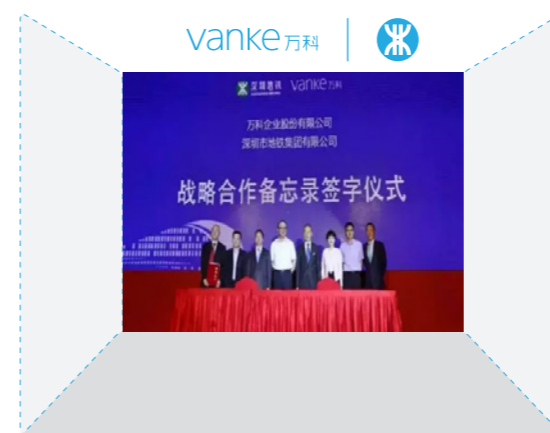 vanke万科
深圳地铁 vanke万科
万科企业股份有限公司
深圳市地铁集团有限公司
战略合作备忘录签字仪式